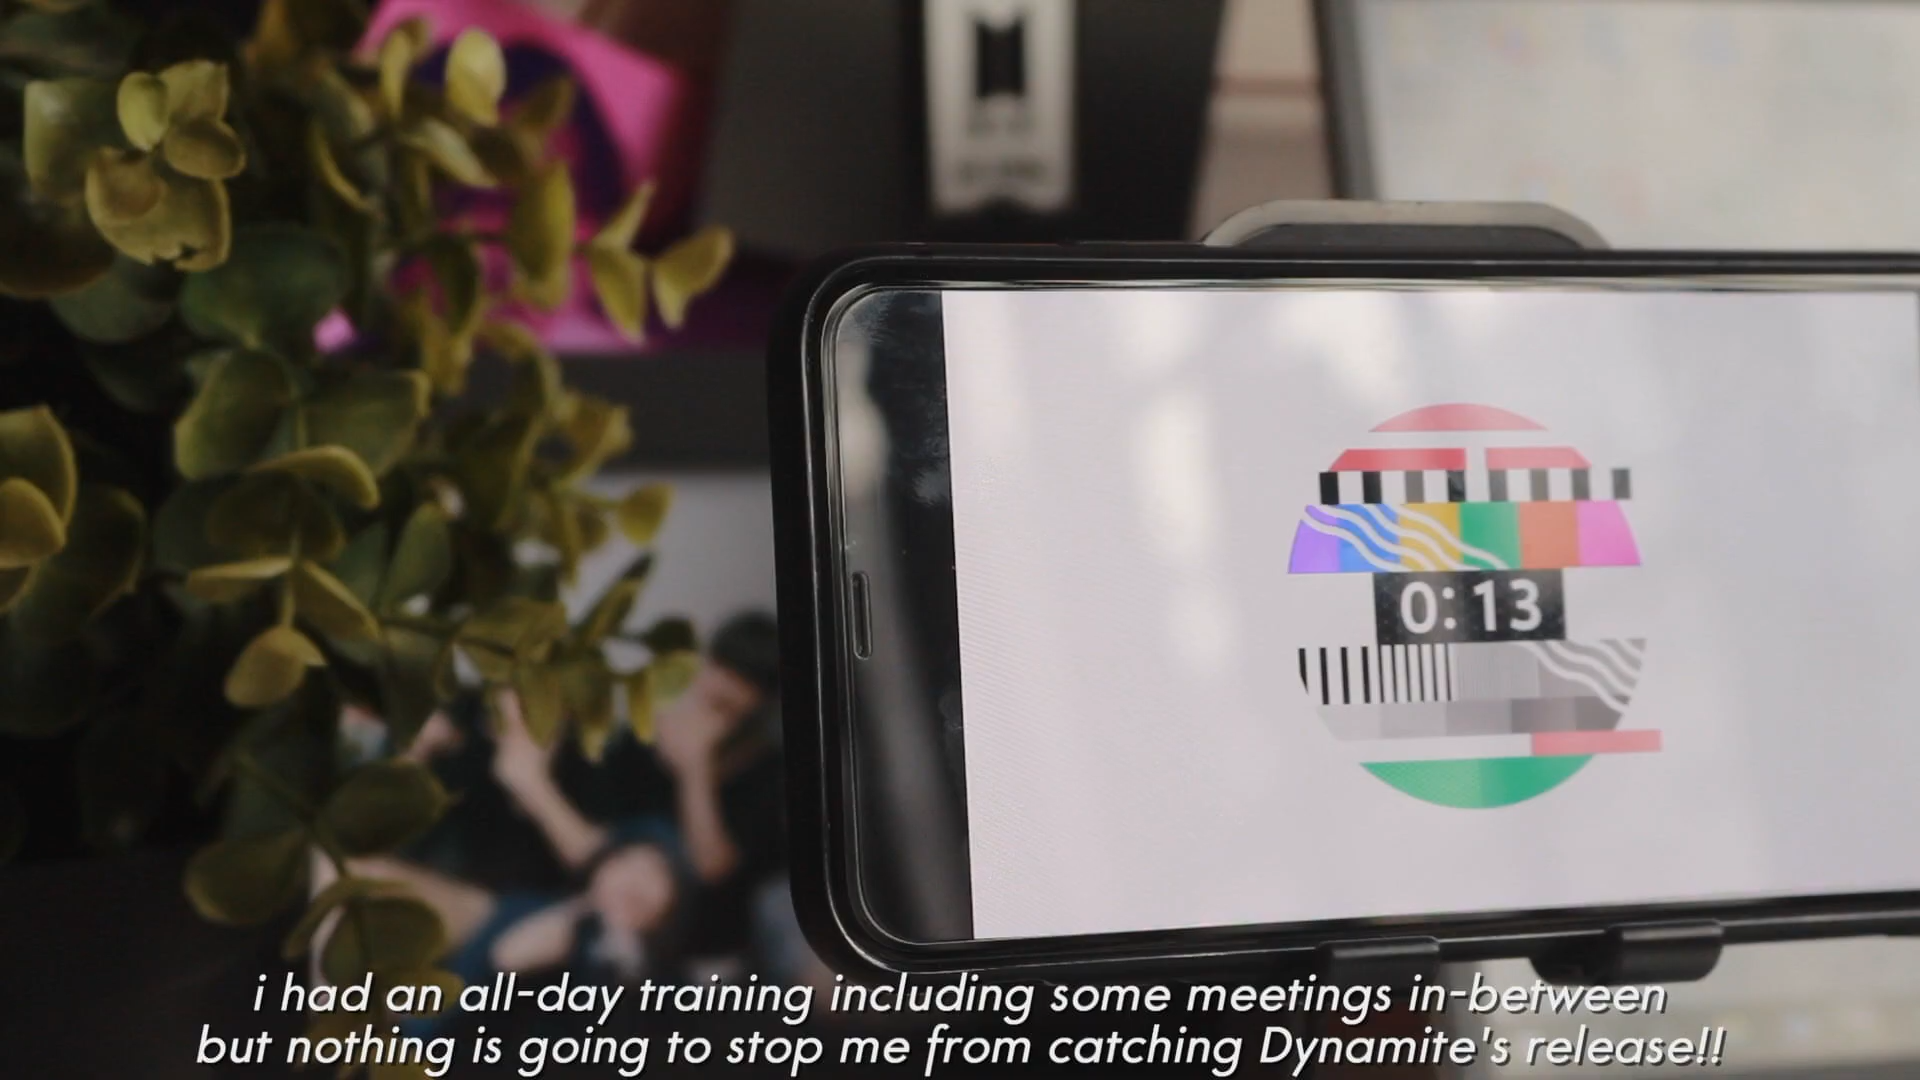 0:13
i had an all-day training including some meetings in-between
but nothing is going to stop me from catching Dynamite's release!!